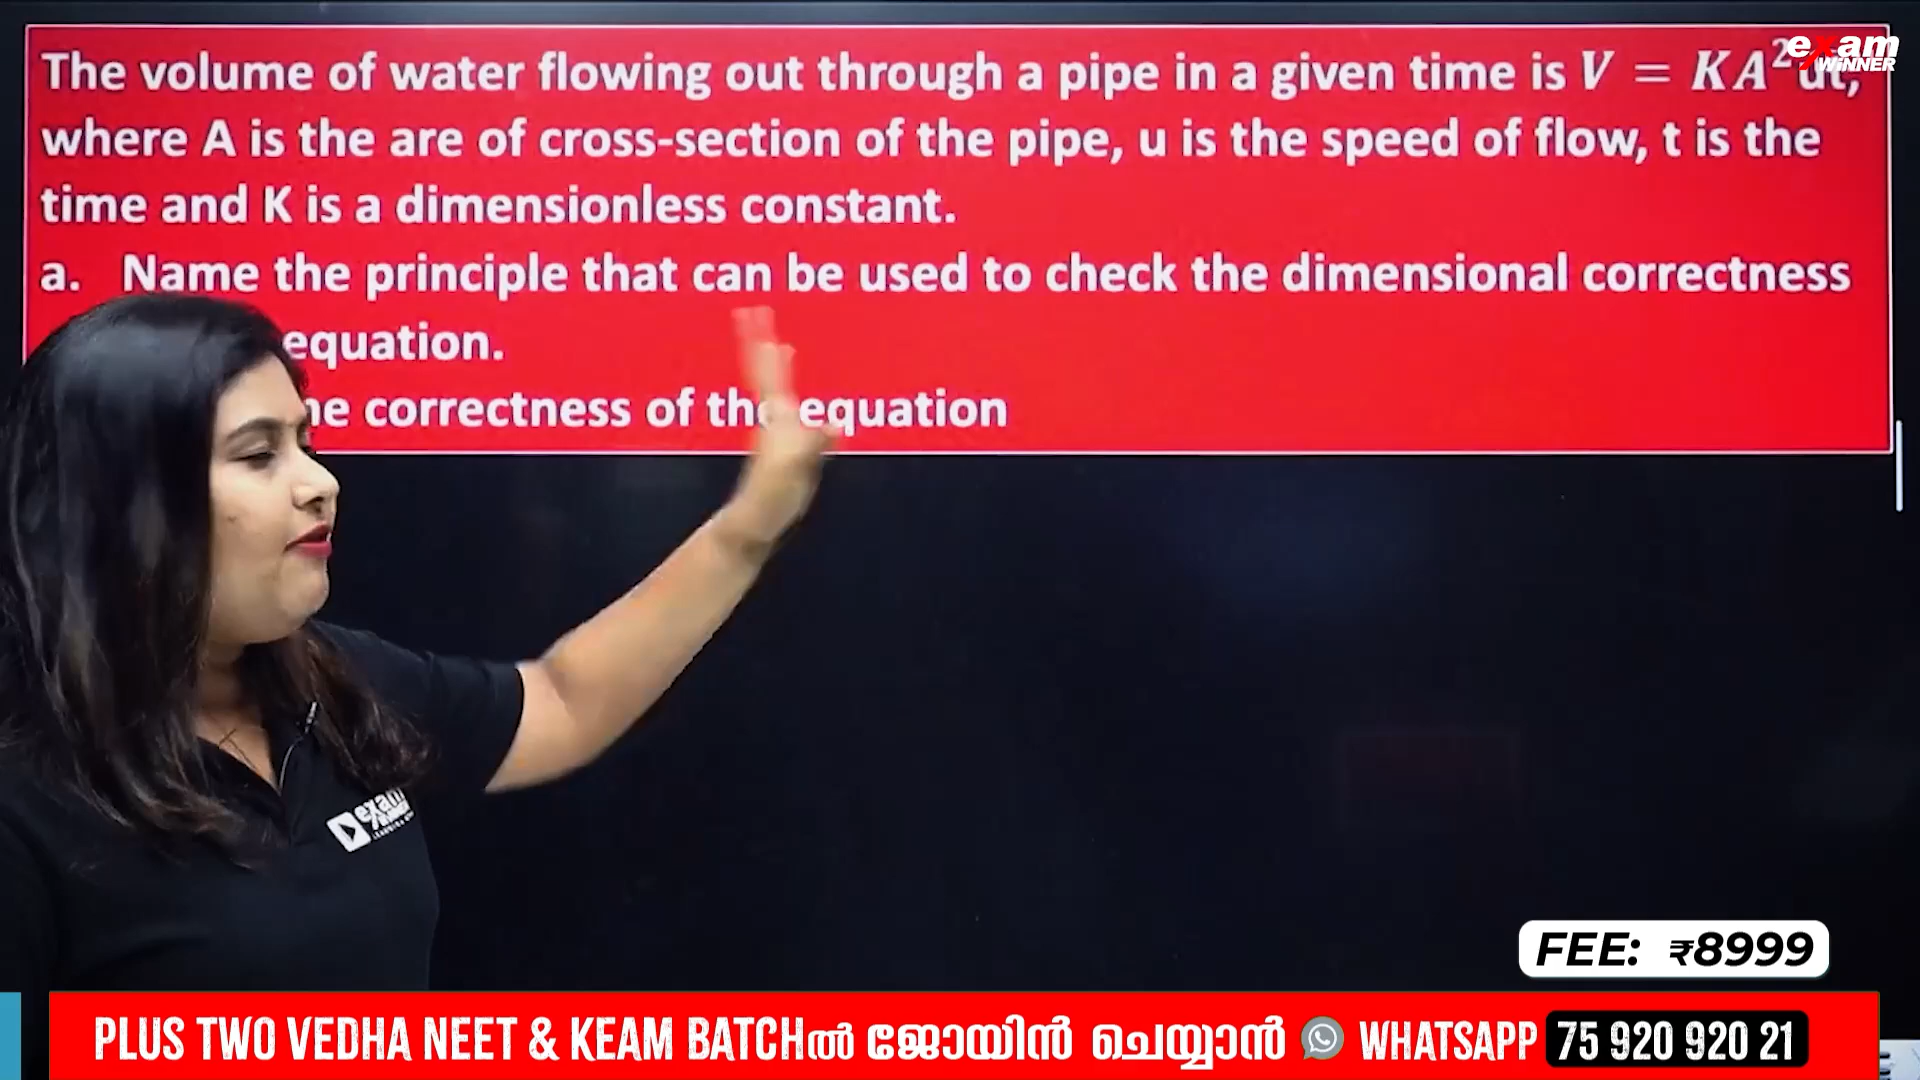 The volume of water flowing out through a pipe in a given time is V = KA²ut,
where A is the are of cross-section of the pipe, u is the speed of flow, t is the
time and K is a dimensionless constant.
a. Name the principle that can be used to check the dimensional correctness
equation.
correctness of the equation
exam
WINNER
exam
FEE: ₹8999
PLUS TWO VEDHA NEET & KEAM BATCHൽ ജോയിൻ ചെയ്യാൻ WHATSAPP 75 920 920 21